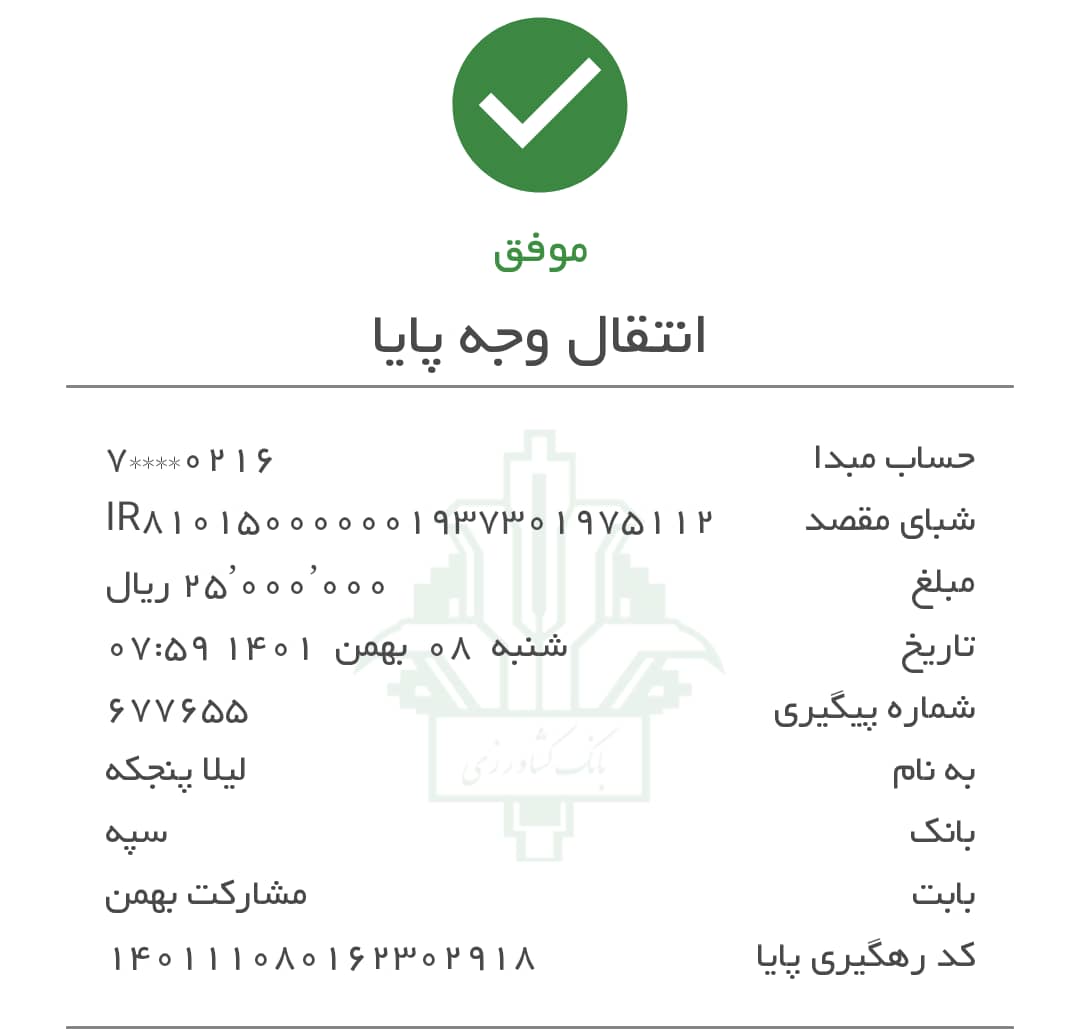 موفق
انتقال وجه پایا
حساب مبدا ۷****۰۲۱۶
شبای مقصد IR۸۱۰۱۵۰۰۰۰۰۰۱۹۳۷۳۰۱۹۷۵۱۱۲
مبلغ ۲۵٬۰۰۰٬۰۰۰ ریال
تاریخ شنبه ۰۸ بهمن ۱۴۰۱ ۰۷:۵۹
شماره پیگیری ۶۷۷۶۵۵
به نام لیلا پنجکه
بانک کشاورزی
بانک سپه
بابت مشارکت بهمن
کد رهگیری پایا ۱۴۰۱۱۱۰۸۰۱۶۲۳۰۲۹۱۸